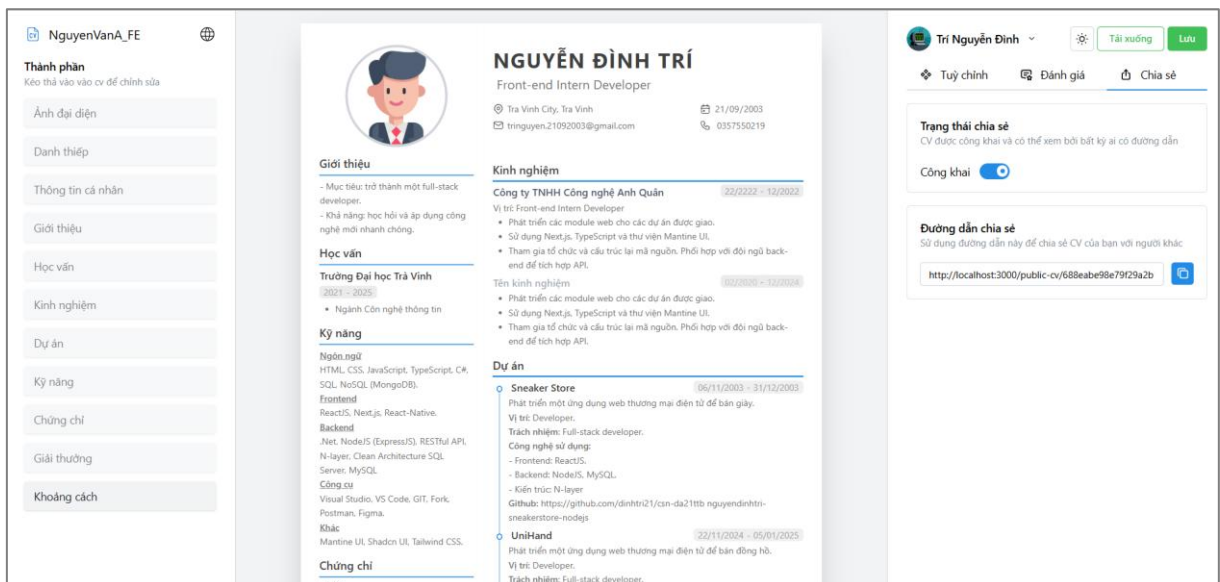 NguyenVanA_FE
Thành phần
Kéo thả vào vào cv để chỉnh sửa
Ảnh đại diện
Danh thiếp
Thông tin cá nhân
Giới thiệu
Học vấn
Kinh nghiệm
Dự án
Kỹ năng
Chứng chỉ
Giải thưởng
Khoảng cách
NGUYỄN ĐÌNH TRÍ
Front-end Intern Developer
Tra Vinh City, Tra Vinh
21/09/2003
tringuyen.21092003@gmail.com
0357550219
Giới thiệu
- Mục tiêu: trở thành một full-stack
developer.
- Khả năng: học hỏi và áp dụng công
nghệ mới nhanh chóng.
Học vấn
Trường Đại học Trà Vinh
2021 - 2025
• Ngành Côn nghệ thông tin
Kỹ năng
Ngôn ngữ
HTML, CSS, JavaScript, TypeScript, C#,
SQL, NoSQL (MongoDB).
Frontend
ReactJS, Next.js, React-Native.
Backend
.Net, NodeJS (ExpressJS), RESTful API,
N-layer, Clean Architecture SQL
Server, MySQL
Công cụ
Visual Studio, VS Code, GIT, Fork,
Postman, Figma.
Khác
Mantine UI, Shadcn UI, Tailwind CSS.
Chứng chỉ
Kinh nghiệm
Công ty TNHH Công nghệ Anh Quân
22/2222 - 12/2022
Vị trí: Front-end Intern Developer
• Phát triển các module web cho các dự án được giao.
• Sử dụng Next.js, TypeScript và thư viện Mantine UI.
• Tham gia tổ chức và cấu trúc lại mã nguồn. Phối hợp với đội ngũ back-
end để tích hợp API.
Tên kinh nghiệm
02/2020 - 12/2024
• Phát triển các module web cho các dự án được giao.
• Sử dụng Next.js, TypeScript và thư viện Mantine UI.
• Tham gia tổ chức và cấu trúc lại mã nguồn. Phối hợp với đội ngũ back-
end để tích hợp API.
Dự án
Sneaker Store
06/11/2003 - 31/12/2003
Phát triển một ứng dụng web thương mại điện tử để bán giày.
Vị trí: Developer.
Trách nhiệm: Full-stack developer.
Công nghệ sử dụng:
- Frontend: ReactJS.
- Backend: NodeJS, MySQL.
- Kiến trúc: N-layer
Github: https://github.com/dinhtri21/csn-da21ttb nguyendinhtri-
sneakerstore-nodejs
UniHand
22/11/2024 - 05/01/2025
Phát triển một ứng dụng web thương mại điện tử để bán đồng hồ.
Vị trí: Developer.
Trách nhiệm: Full-stack developer.
Trí Nguyễn Đình
Tải xuống
Lưu
Tuỳ chỉnh
Đánh giá
Chia sẻ
Trạng thái chia sẻ
CV được công khai và có thể xem bởi bất kỳ ai có đường dẫn
Công khai
Đường dẫn chia sẻ
Sử dụng đường dẫn này để chia sẻ CV của bạn với người khác
http://localhost:3000/public-cv/688eabe98e79f29a2b